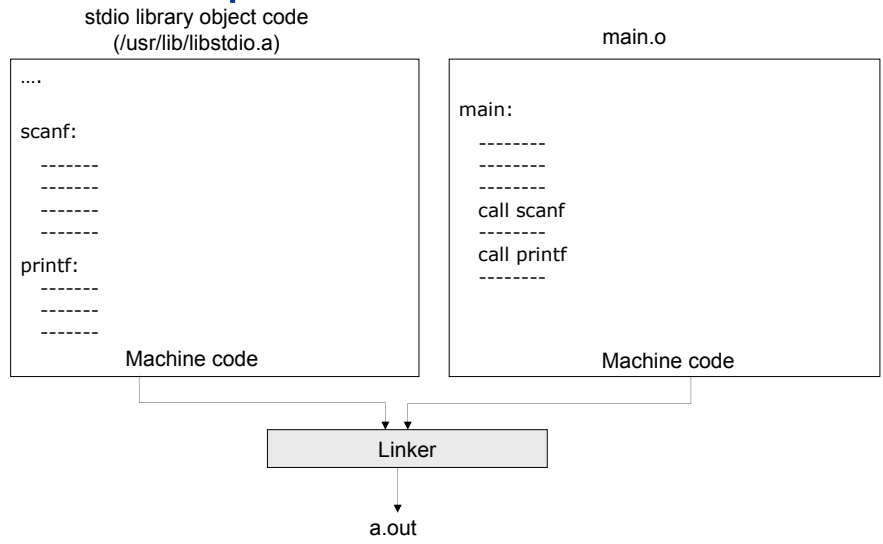 stdio library object code
(/usr/lib/libstdio.a)
….
scanf:
-------
-------
-------
-------
printf:
-------
-------
-------
Machine code
main.o
main:
--------
--------
--------
call scanf
--------
call printf
--------
Machine code
Linker
a.out